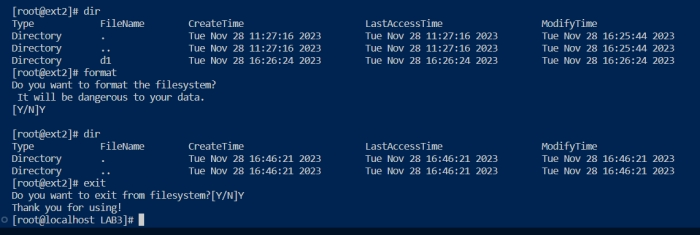 [root@ext2]# dir
Type FileName CreateTime LastAccessTime ModifyTime
Directory . Tue Nov 28 11:27:16 2023 Tue Nov 28 11:27:16 2023 Tue Nov 28 16:25:44 2023
Directory .. Tue Nov 28 11:27:16 2023 Tue Nov 28 11:27:16 2023 Tue Nov 28 16:25:44 2023
Directory d1 Tue Nov 28 16:26:24 2023 Tue Nov 28 16:26:24 2023 Tue Nov 28 16:26:24 2023
[root@ext2]# format
Do you want to format the filesystem?
It will be dangerous to your data.
[Y/N]Y
[root@ext2]# dir
Type FileName CreateTime LastAccessTime ModifyTime
Directory . Tue Nov 28 16:46:21 2023 Tue Nov 28 16:46:21 2023 Tue Nov 28 16:46:21 2023
Directory .. Tue Nov 28 16:46:21 2023 Tue Nov 28 16:46:21 2023 Tue Nov 28 16:46:21 2023
[root@ext2]# exit
Do you want to exit from filesystem?[Y/N]Y
Thank you for using!
[root@localhost LAB3]#